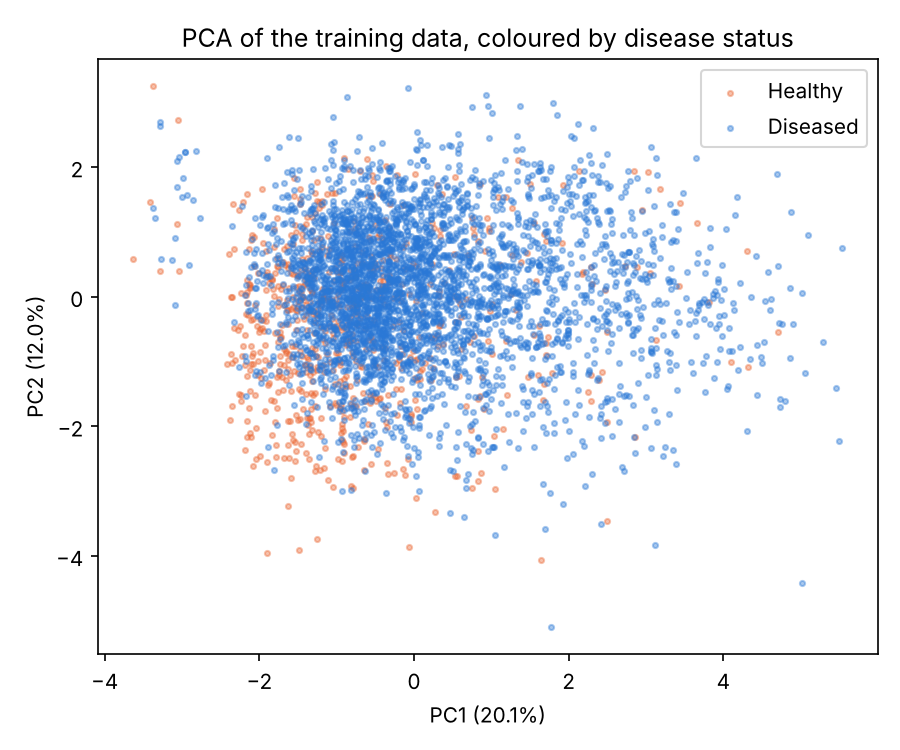 PCA of the training data, coloured by disease status
Healthy
Diseased
2
0
−2
−4
PC2 (12.0%)
−4
−2
0
2
4
PC1 (20.1%)